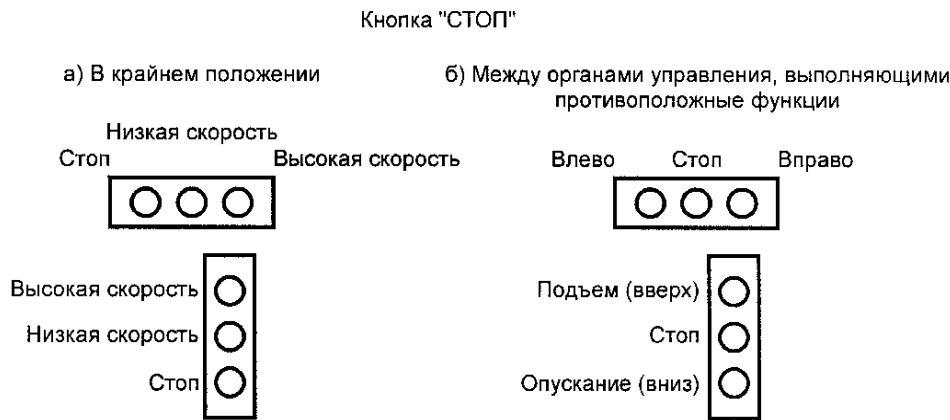 Кнопка "СТОП"
а) В крайнем положении
Низкая скорость
Стоп
Высокая скорость
Высокая скорость
Низкая скорость
Стоп
б) Между органами управления, выполняющими
противоположные функции
Влево Стоп Вправо
Подъем (вверх)
Стоп
Опускание (вниз)